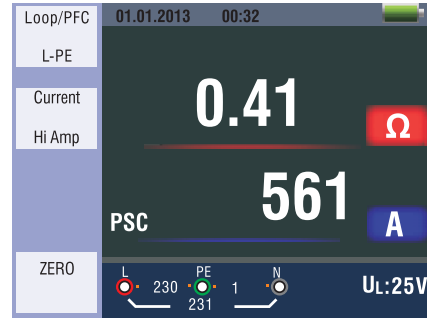 Loop/PFC
L-PE
Current
Hi Amp
ZERO
01.01.2013 00:32
0.41 Ω
PSC 561 A
L PE N
230 1
231
UL:25V